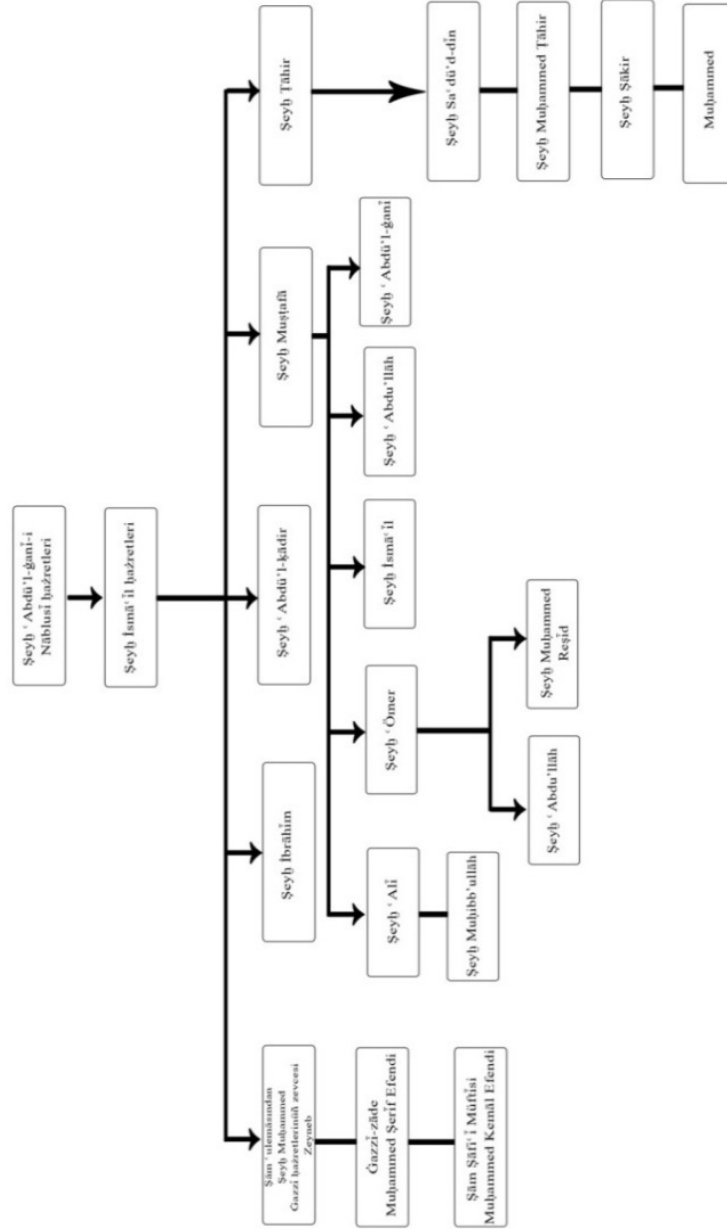 Şeyḫ ʿAbdü’l-ġanī-i
Nāblusī ḥażretleri
Şeyḫ İsmāʿīl ḥażretleri
Şām ʿulemāsından
Şeyḫ Muḥammed
Ġazzī ḥażretlerinüñ zevcesi
Zeyneb
Şeyḫ İbrāhīm
Şeyḫ ʿAbdü’l-ḳādir
Şeyḫ Muṣṭafā
Şeyḫ Ṭāhir
Ġazzī-zāde
Muḥammed Şerīf Efendi
Şeyḫ ʿAlī
Şeyḫ ʿÖmer
Şeyḫ İsmāʿīl
Şeyḫ ʿAbdu’llāh
Şeyḫ ʿAbdü’l-ġanī
Şām Şāfiʿī Müftīsi
Muḥammed Kemāl Efendi
Şeyḫ Muḥibb’ullāh
Şeyḫ Saʿdü’d-dīn
Şeyḫ ʿAbdu’llāh
Şeyḫ Muḥammed
Reşīd
Şeyḫ Muḥammed Ṭāhir
Şeyḫ Şākir
Muḥammed